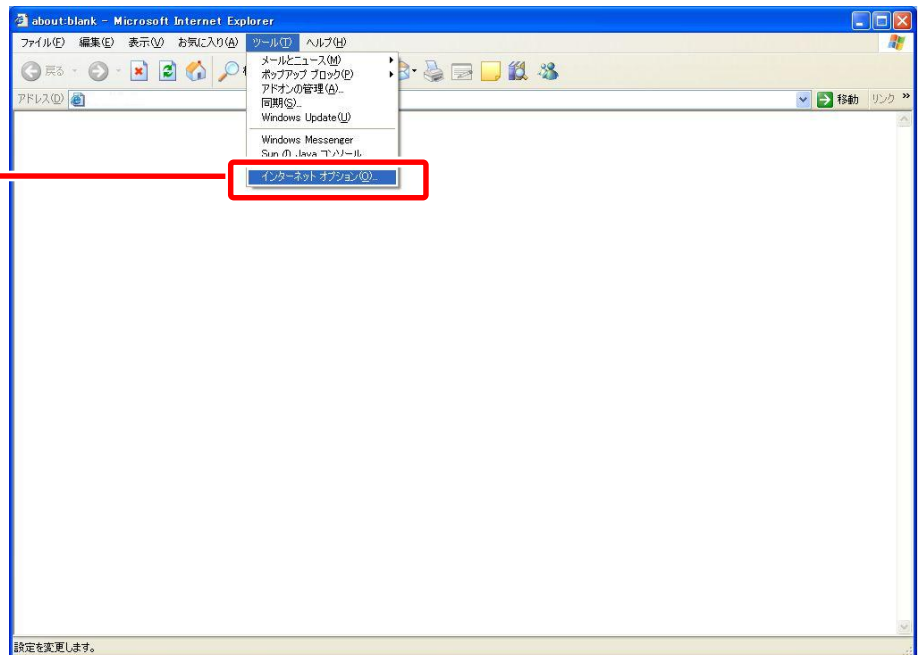 about:blank - Microsoft Internet Explorer
ファイル(F) 編集(E) 表示(V) お気に入り(A) ツール(T) ヘルプ(H)
戻る
アドレス(D) 移動 リンク »
メールとニュース(M)
ポップアップ ブロック(P)
アドオンの管理(A)...
同期(S)...
Windows Update(U)
Windows Messenger
Sun の Java コンソール
インターネット オプション(O)...
設定を変更します。